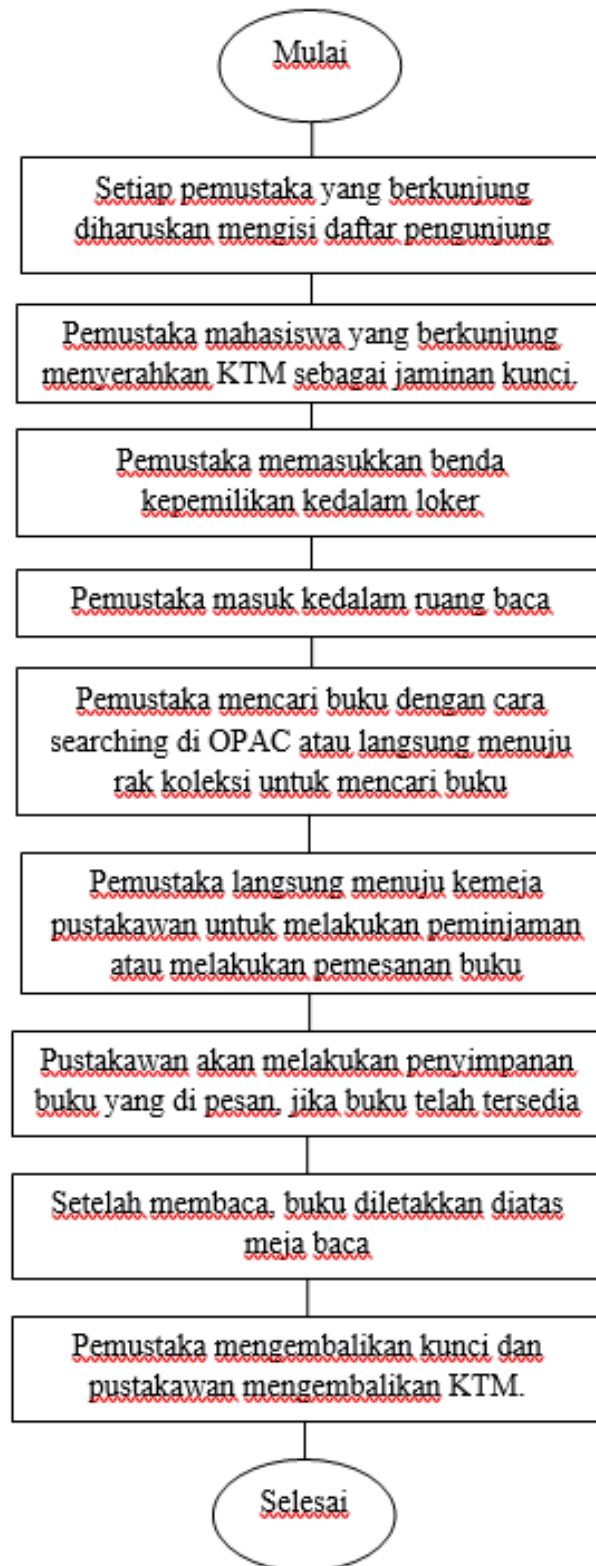 Mulai
Setiap pemustaka yang berkunjung
diharuskan mengisi daftar pengunjung
Pemustaka mahasiswa yang berkunjung
menyerahkan KTM sebagai jaminan kunci.
Pemustaka memasukkan benda
kepemilikan kedalam loker
Pemustaka masuk kedalam ruang baca
Pemustaka mencari buku dengan cara
searching di OPAC atau langsung menuju
rak koleksi untuk mencari buku
Pemustaka langsung menuju kemeja
pustakawan untuk melakukan peminjaman
atau melakukan pemesanan buku
Pustakawan akan melakukan penyimpanan
buku yang di pesan, jika buku telah tersedia
Setelah membaca, buku diletakkan diatas
meja baca
Pemustaka mengembalikan kunci dan
pustakawan mengembalikan KTM.
Selesai